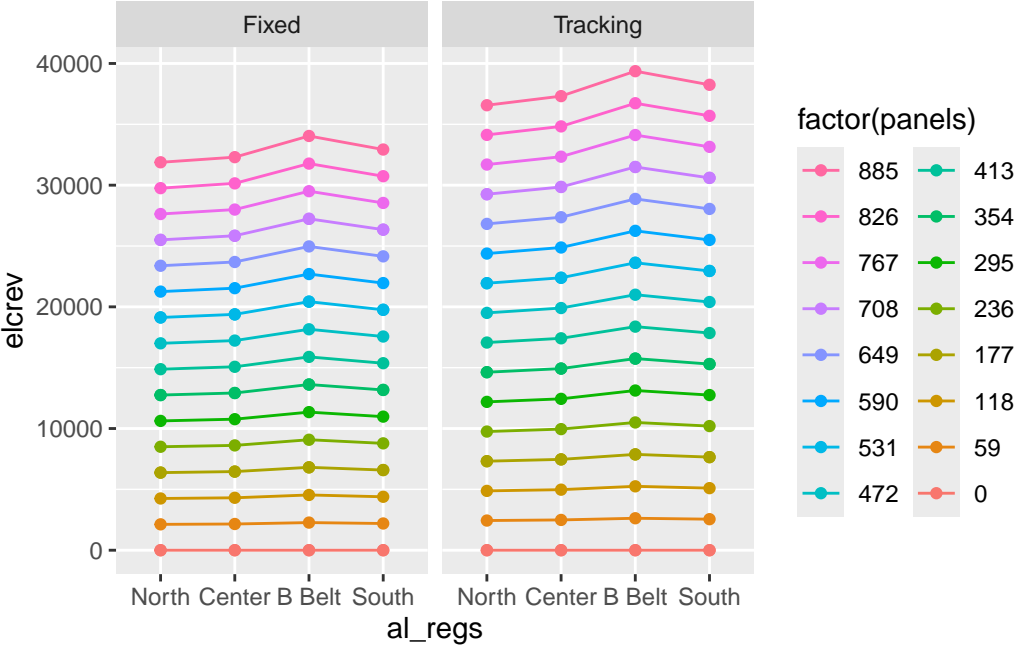 Fixed
Tracking
40000
30000
20000
10000
0
elcrev
North Center B Belt South
North Center B Belt South
al_regs
factor(panels)
885 413
826 354
767 295
708 236
649 177
590 118
531 59
472 0